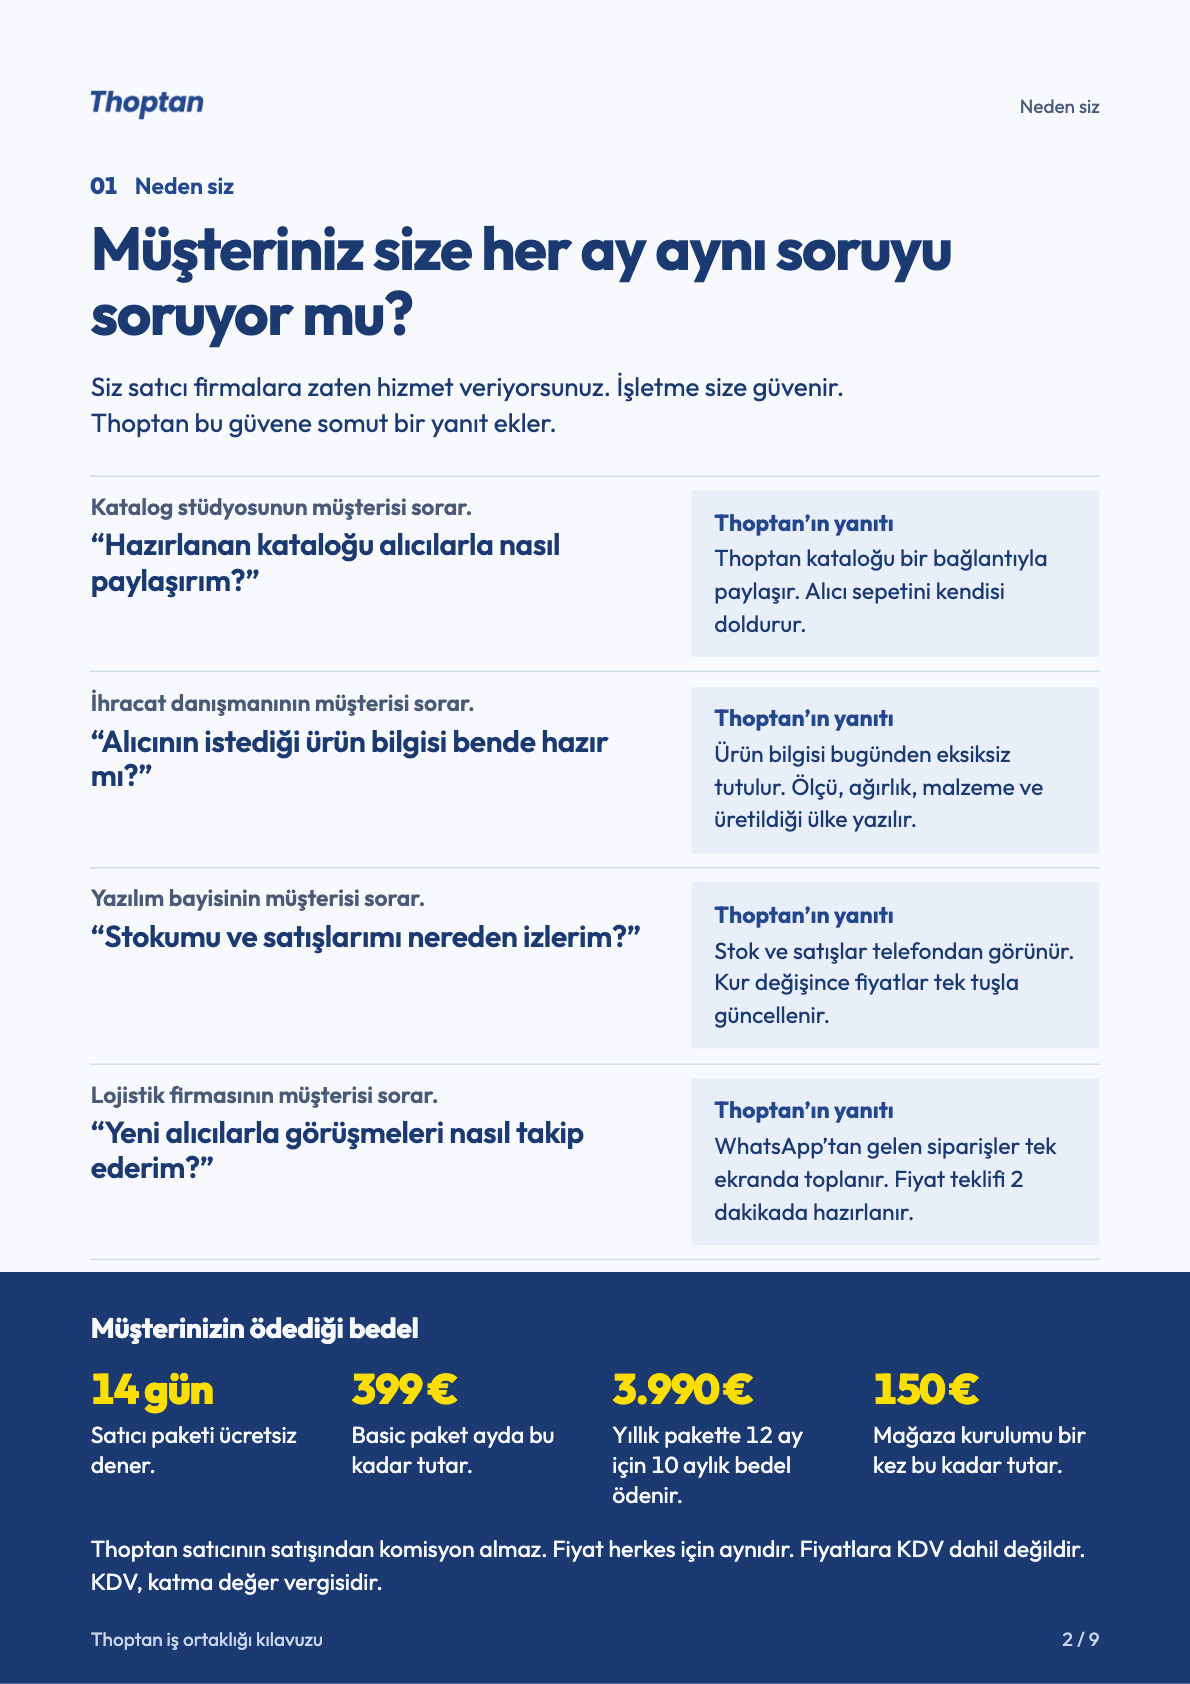 Thoptan
Neden siz
01 Neden siz
Müşteriniz size her ay aynı soruyu
soruyor mu?
Siz satıcı firmalara zaten hizmet veriyorsunuz. İşletme size güvenir.
Thoptan bu güvene somut bir yanıt ekler.
Katalog stüdyosunun müşterisi sorar.
“Hazırlanan kataloğu alıcılarla nasıl
paylaşırım?”
Thoptan’ın yanıtı
Thoptan kataloğu bir bağlantıyla
paylaşır. Alıcı sepetini kendisi
doldurur.
İhracat danışmanının müşterisi sorar.
“Alıcının istediği ürün bilgisi bende hazır
mı?”
Thoptan’ın yanıtı
Ürün bilgisi bugünden eksiksiz
tutulur. Ölçü, ağırlık, malzeme ve
üretildiği ülke yazılır.
Yazılım bayisinin müşterisi sorar.
“Stokumu ve satışlarımı nereden izlerim?”
Thoptan’ın yanıtı
Stok ve satışlar telefondan görünür.
Kur değişince fiyatlar tek tuşla
güncellenir.
Lojistik firmasının müşterisi sorar.
“Yeni alıcılarla görüşmeleri nasıl takip
ederim?”
Thoptan’ın yanıtı
WhatsApp’tan gelen siparişler tek
ekranda toplanır. Fiyat teklifi 2
dakikada hazırlanır.
Müşterinizin ödediği bedel
14 gün
Satıcı paketi ücretsiz
dener.
399 €
Basic paket ayda bu
kadar tutar.
3.990 €
Yıllık pakette 12 ay
için 10 aylık bedel
ödenir.
150 €
Mağaza kurulumu bir
kez bu kadar tutar.
Thoptan satıcının satışından komisyon almaz. Fiyat herkes için aynıdır. Fiyatlara KDV dahil değildir.
KDV, katma değer vergisidir.
Thoptan iş ortaklığı kılavuzu
2 / 9